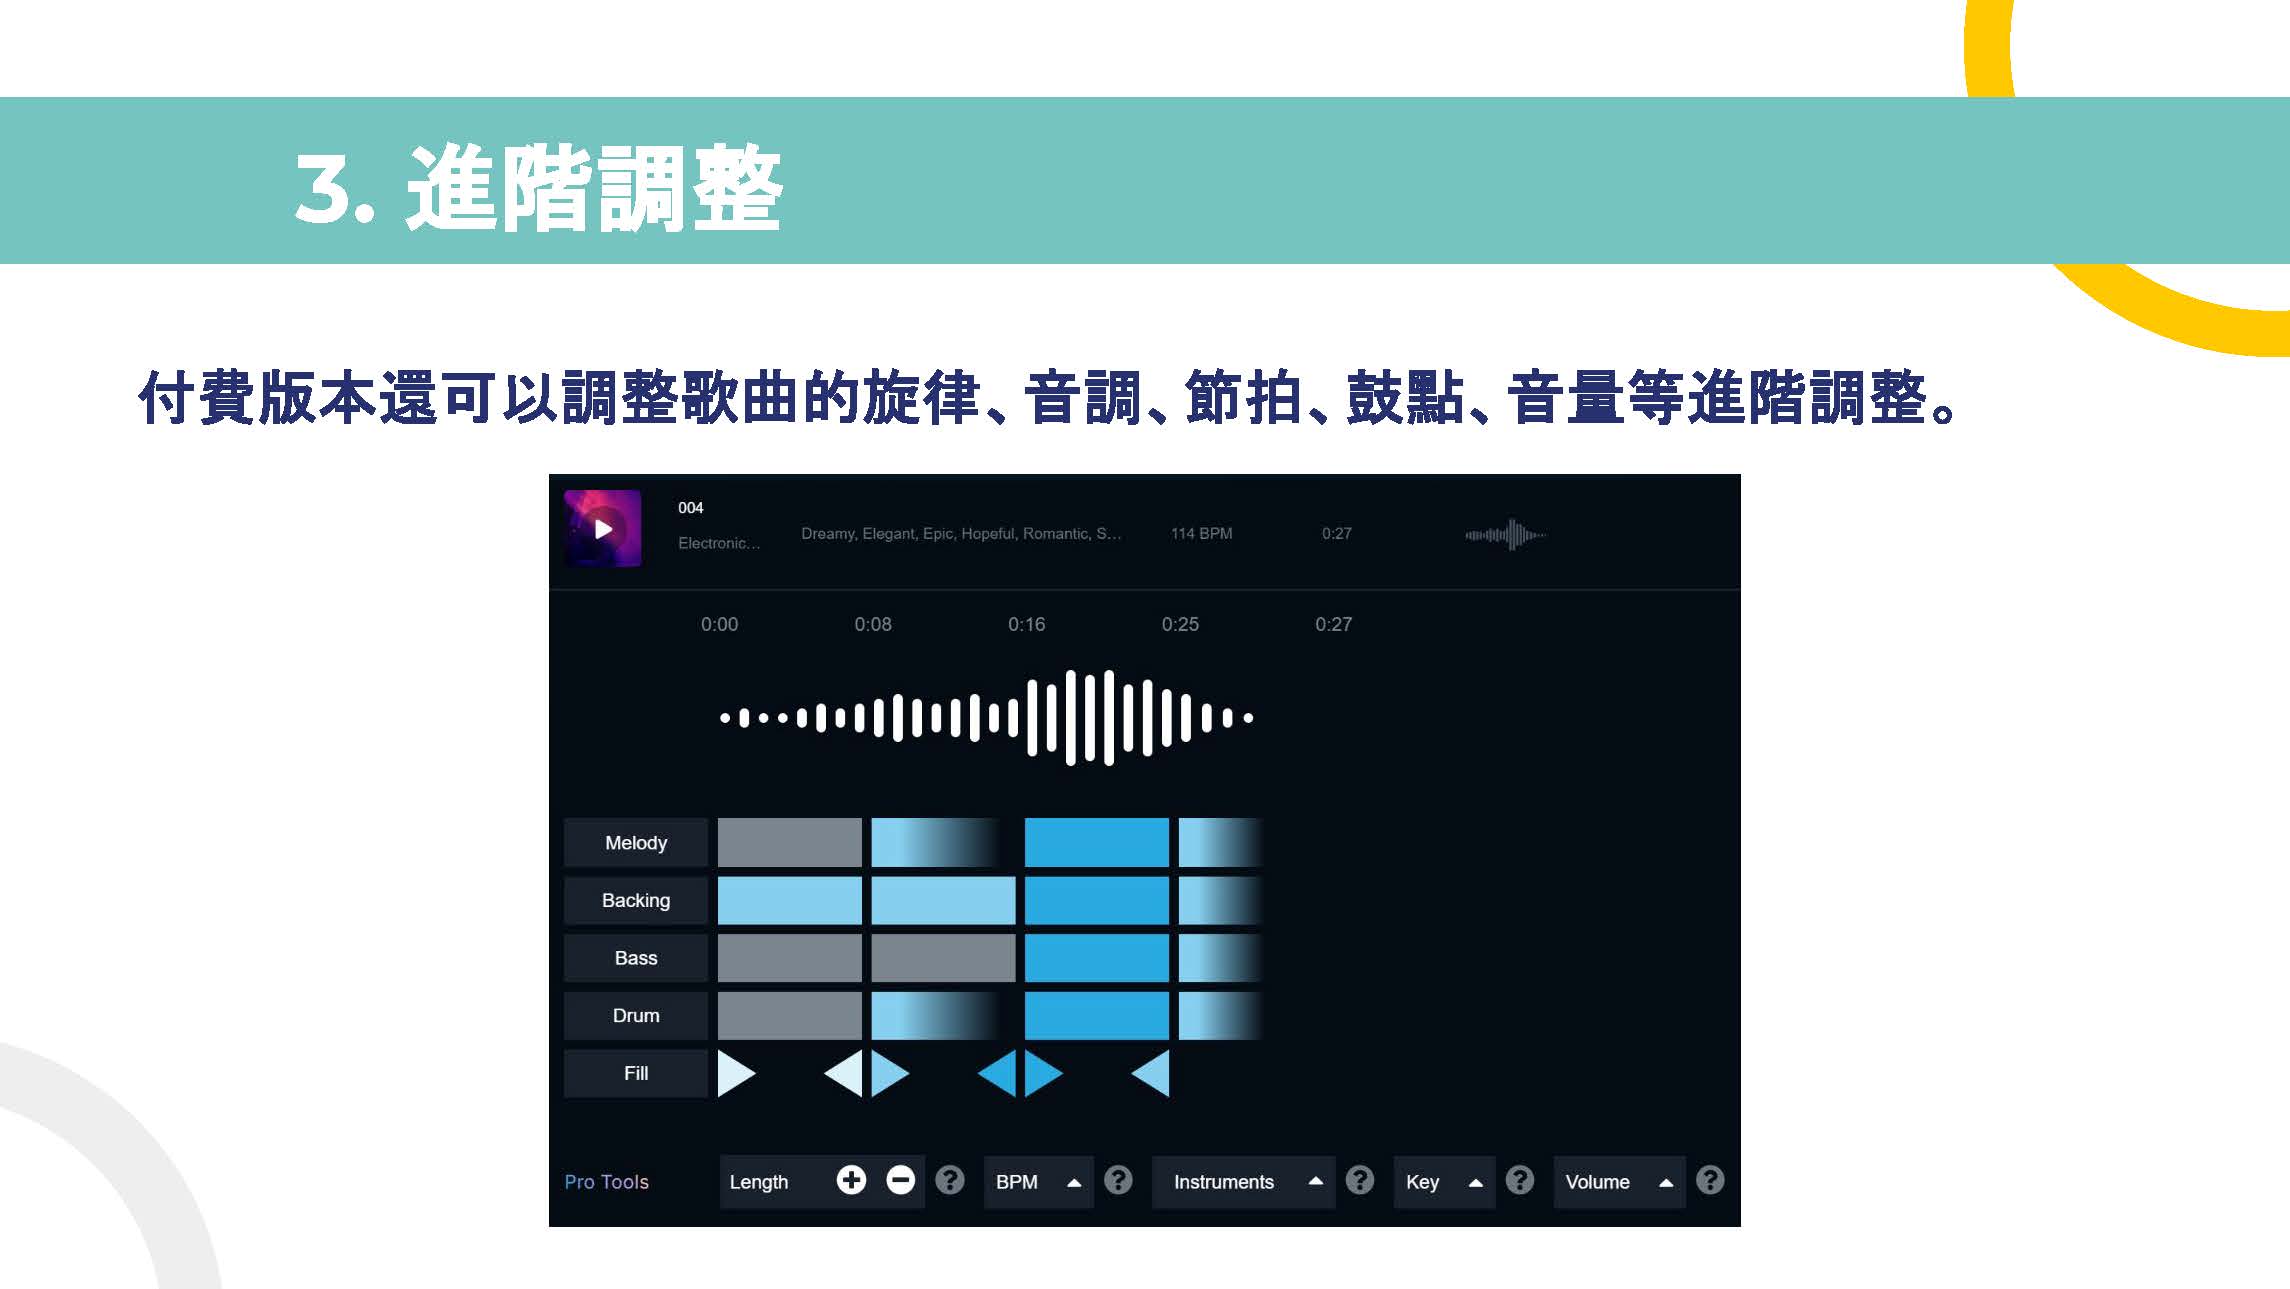 3. 進階調整
付費版本還可以調整歌曲的旋律、音調、節拍、鼓點、音量等進階調整。
004
Electronic...
Dreamy, Elegant, Epic, Hopeful, Romantic, S...
114 BPM
0:27
0:00 0:08 0:16 0:25 0:27
Melody
Backing
Bass
Drum
Fill
Pro Tools Length + − ? BPM ? Instruments ? Key ? Volume ?